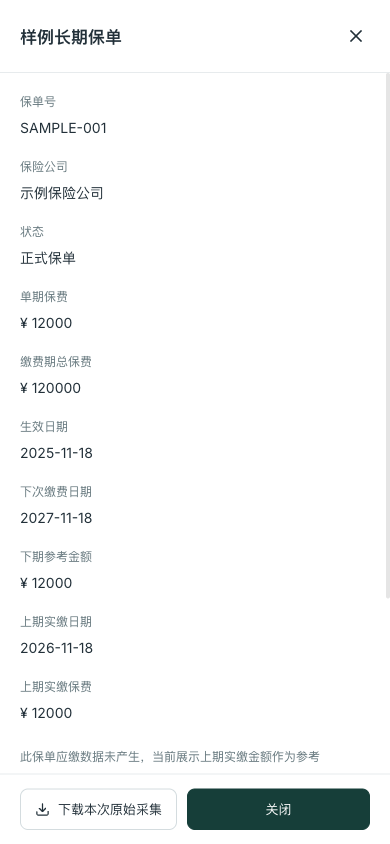 样例长期保单
保单号
SAMPLE-001
保险公司
示例保险公司
状态
正式保单
单期保费
¥ 12000
缴费期总保费
¥ 120000
生效日期
2025-11-18
下次缴费日期
2027-11-18
下期参考金额
¥ 12000
上期实缴日期
2026-11-18
上期实缴保费
¥ 12000
此保单应缴数据未产生，当前展示上期实缴金额作为参考
下载本次原始采集
关闭